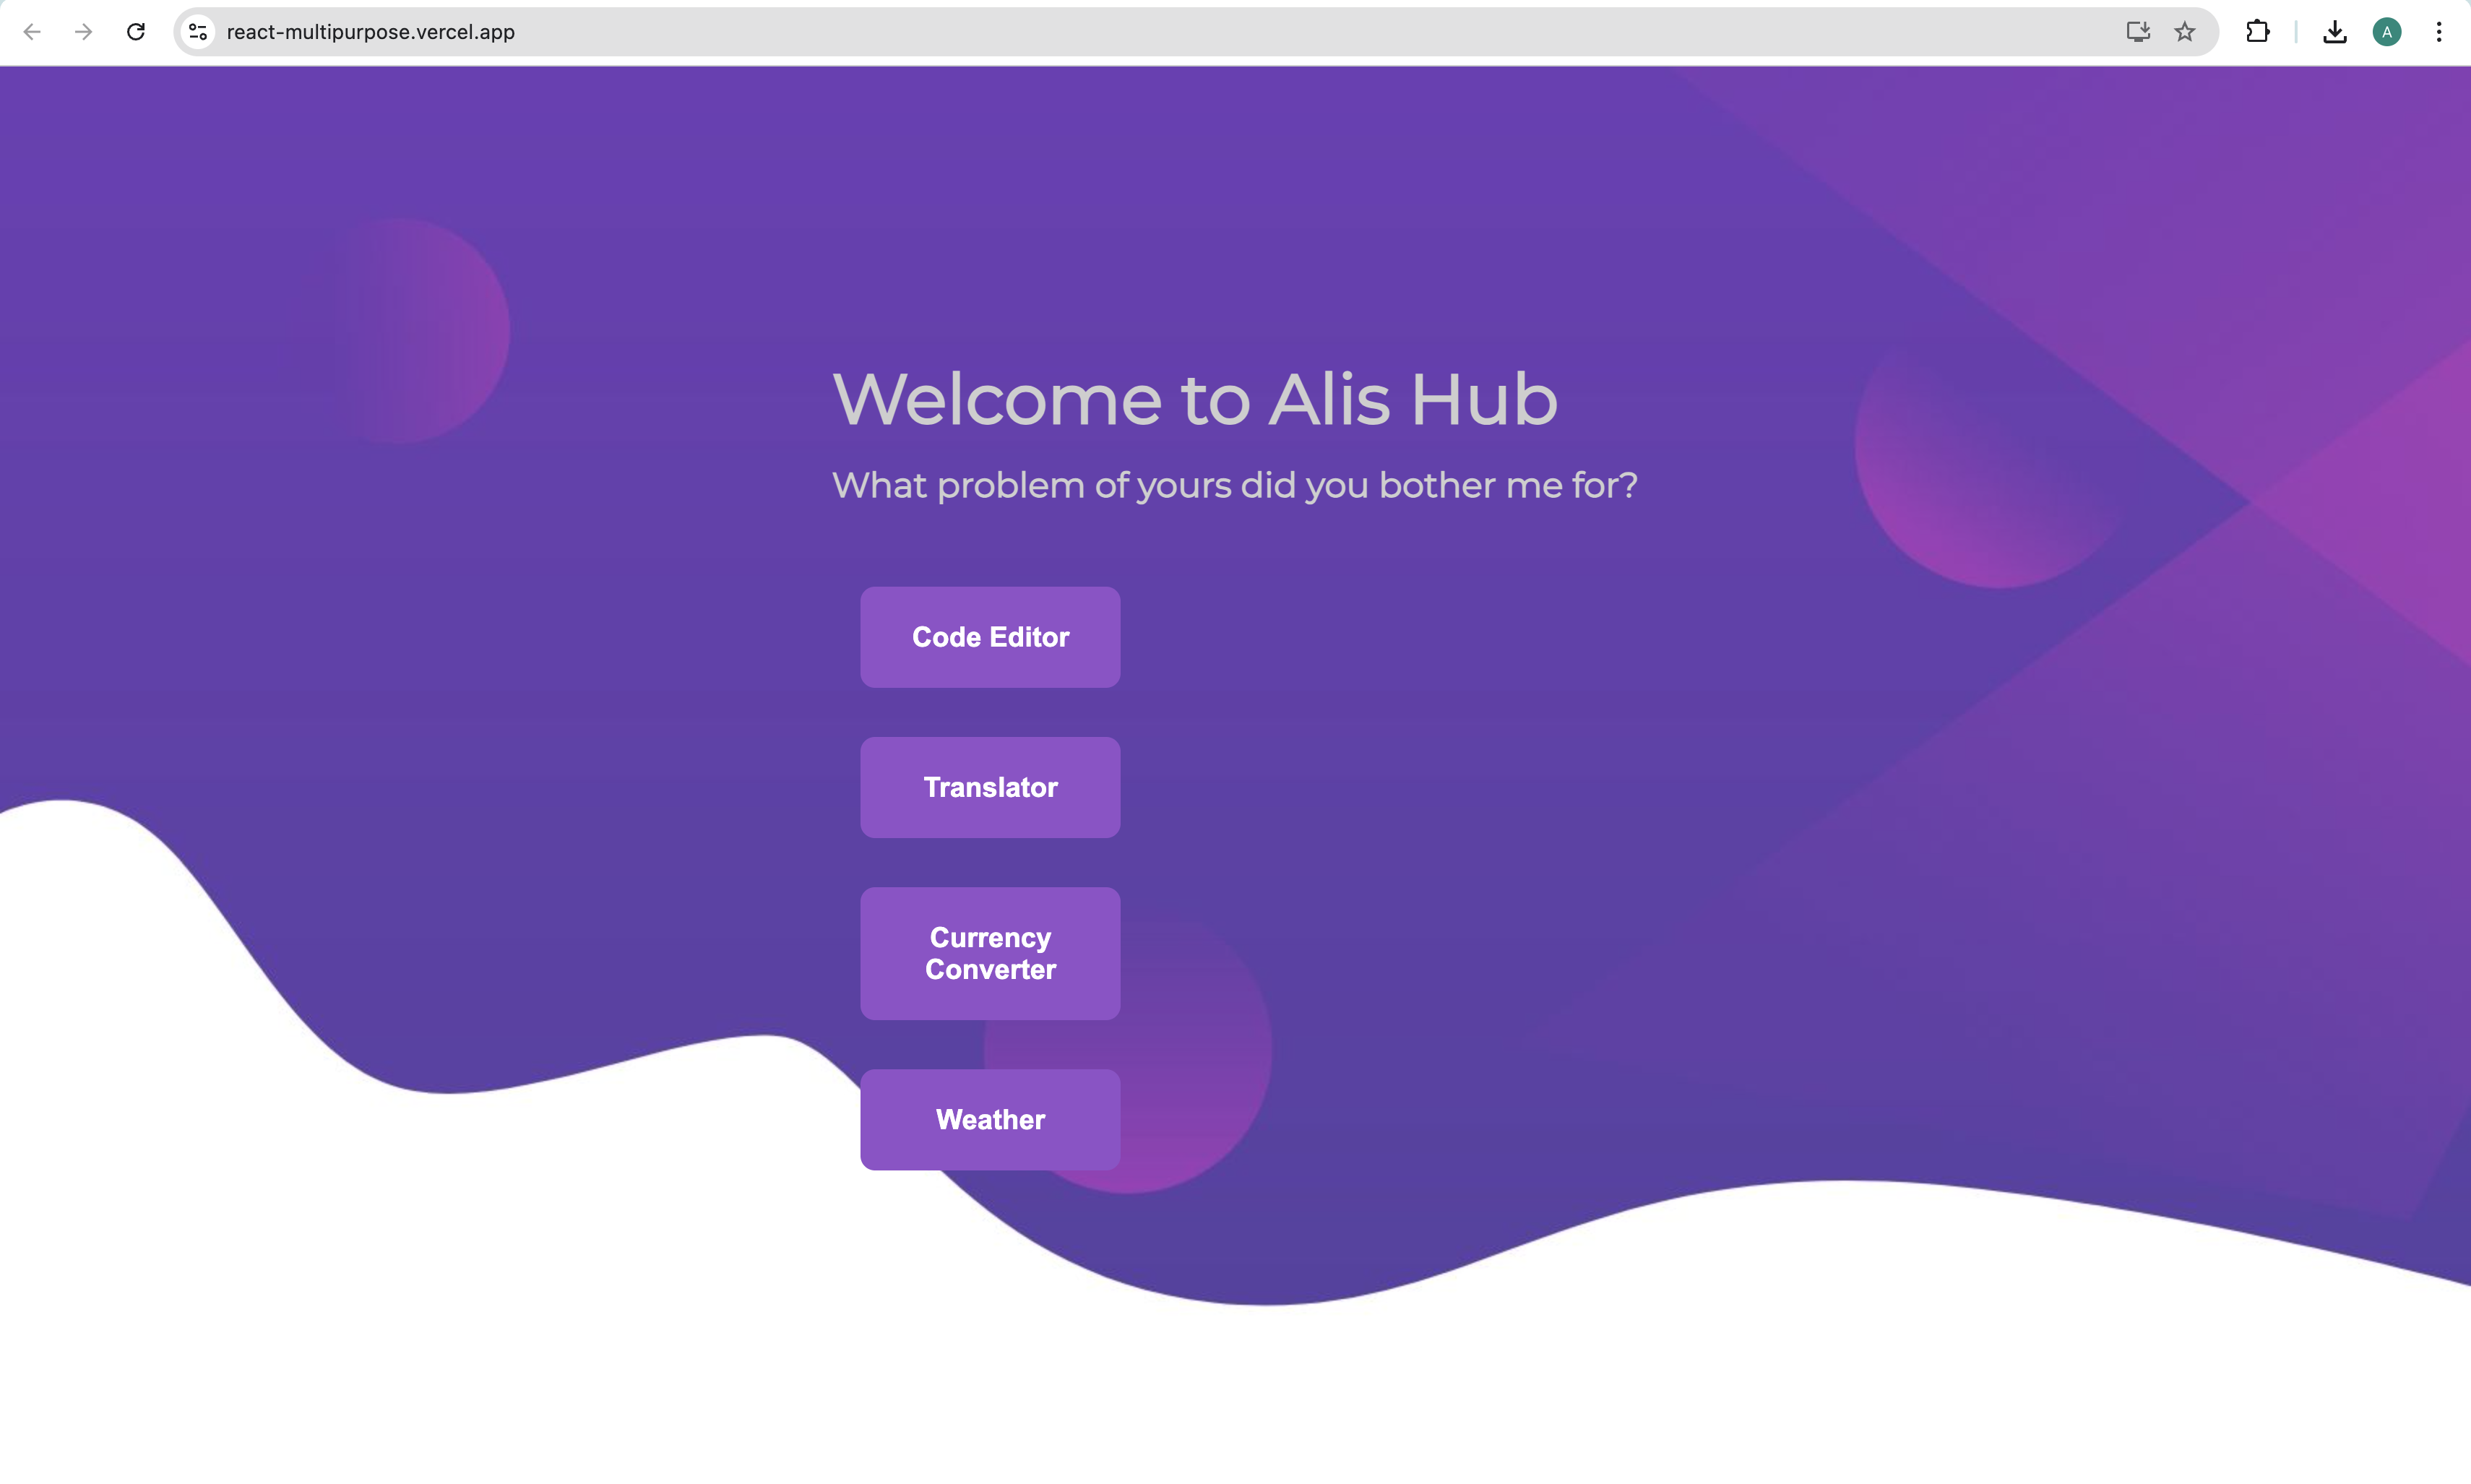 react-multipurpose.vercel.app
A
Welcome to Alis Hub
What problem of yours did you bother me for?
Code Editor
Translator
Currency
Converter
Weather